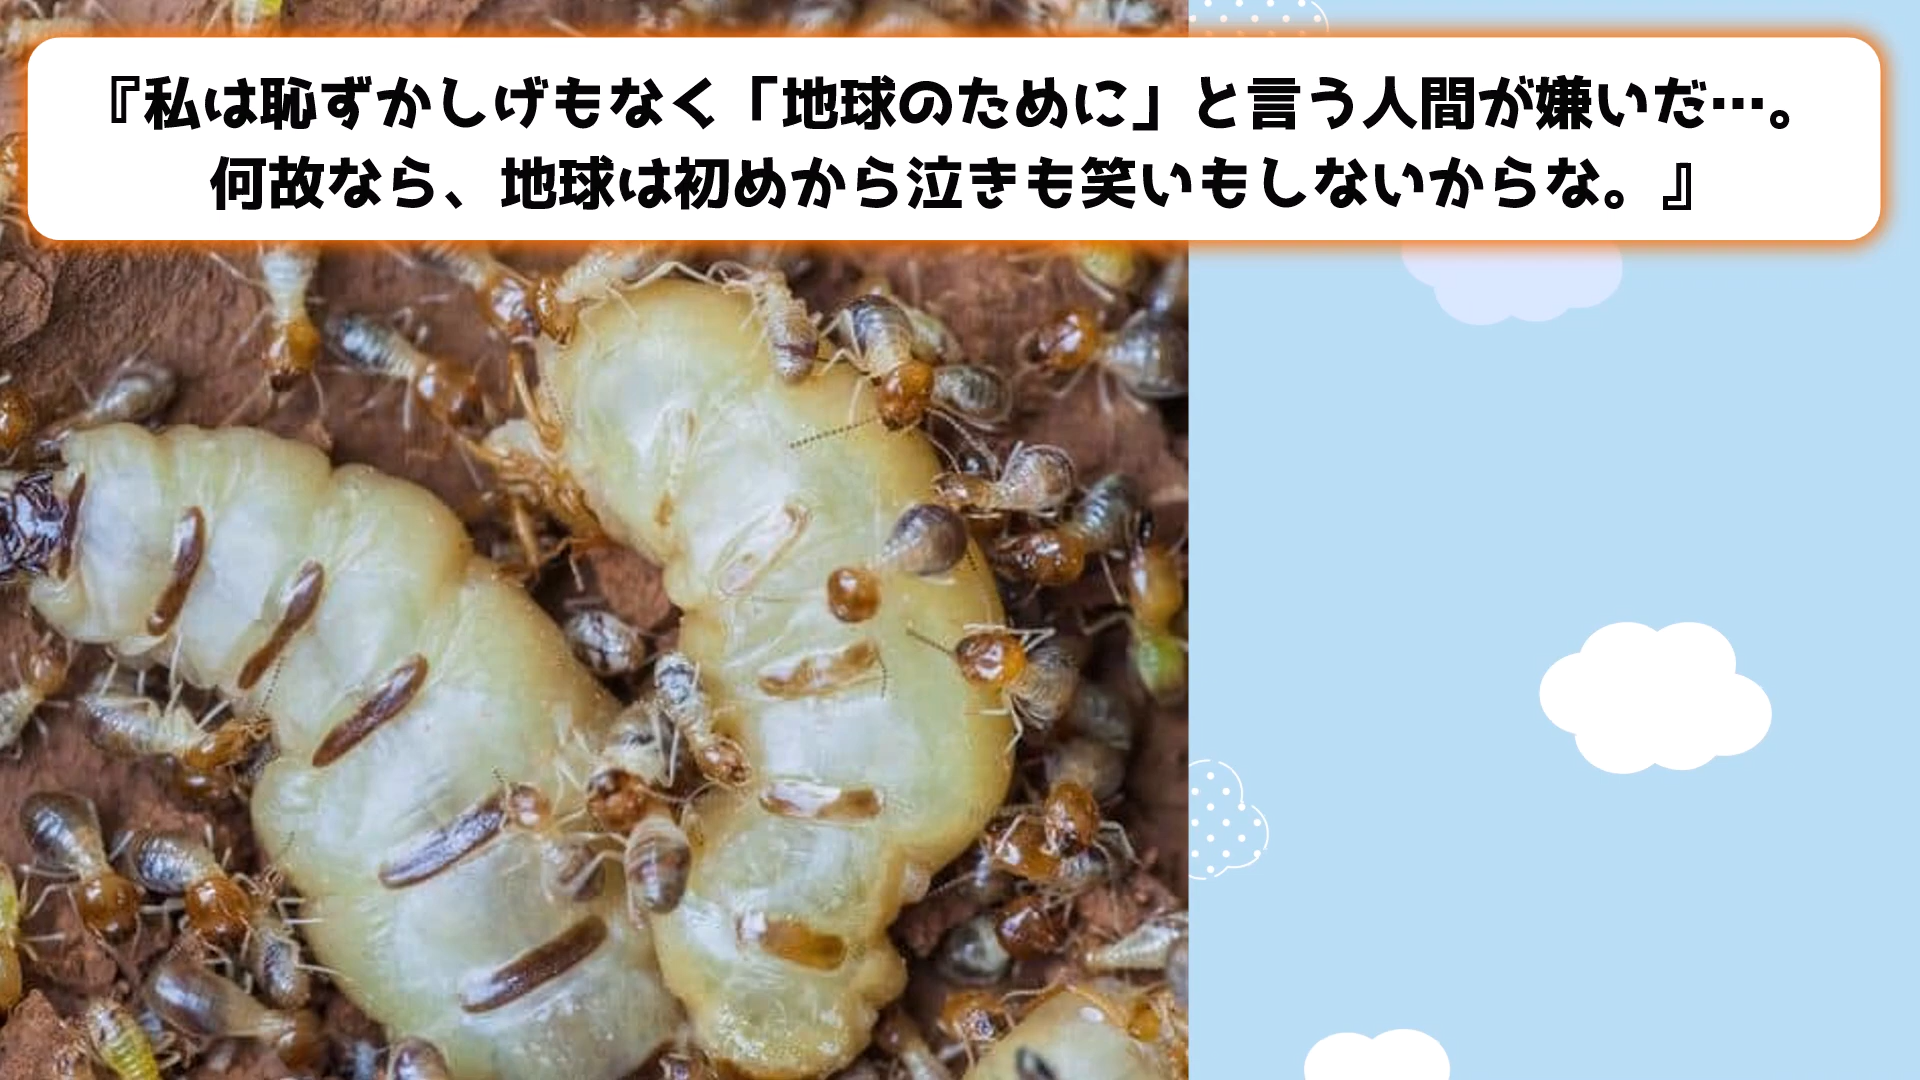 『私は恥ずかしげもなく「地球のために」と言う人間が嫌いだ…。
何故なら、地球は初めから泣きも笑いもしないからな。』